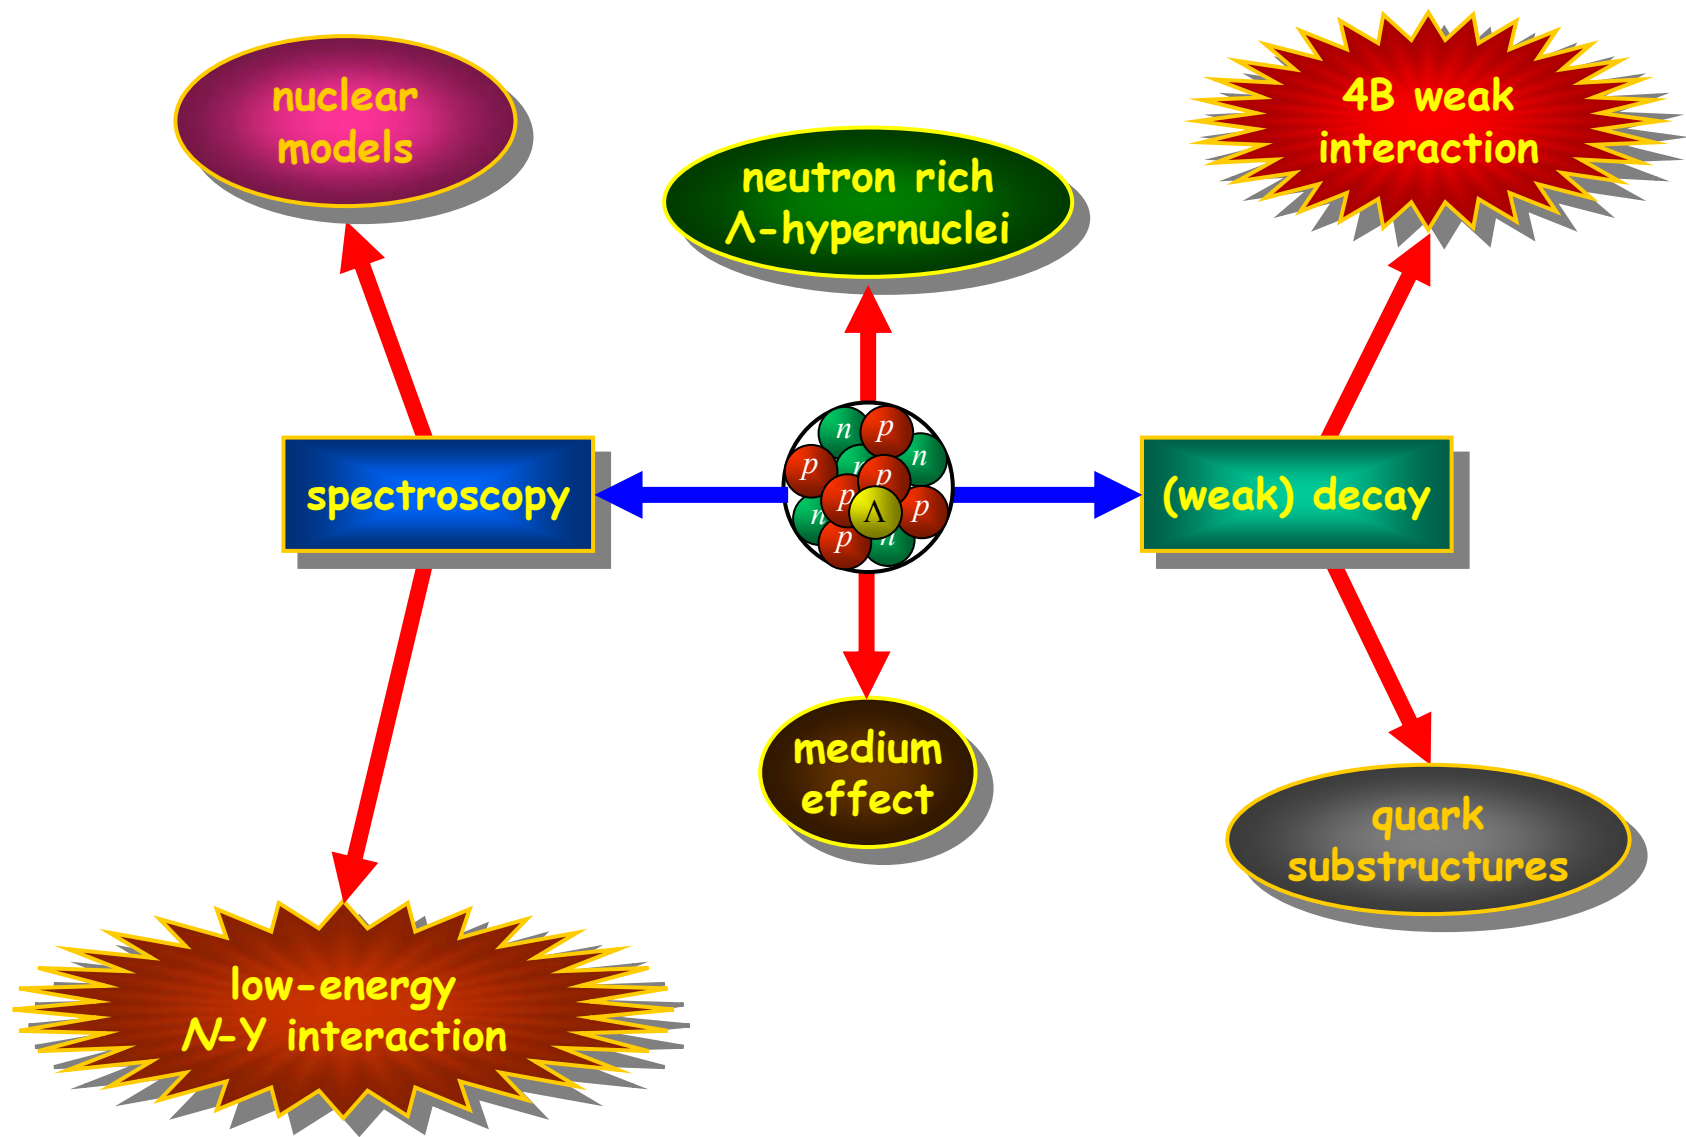 nuclear
models
4B weak
interaction
neutron rich
Λ-hypernuclei
n
p
p
n
n
p
p
n
Λ
p
p
n
spectroscopy
(weak) decay
medium
effect
quark
substructures
low-energy
N-Y interaction